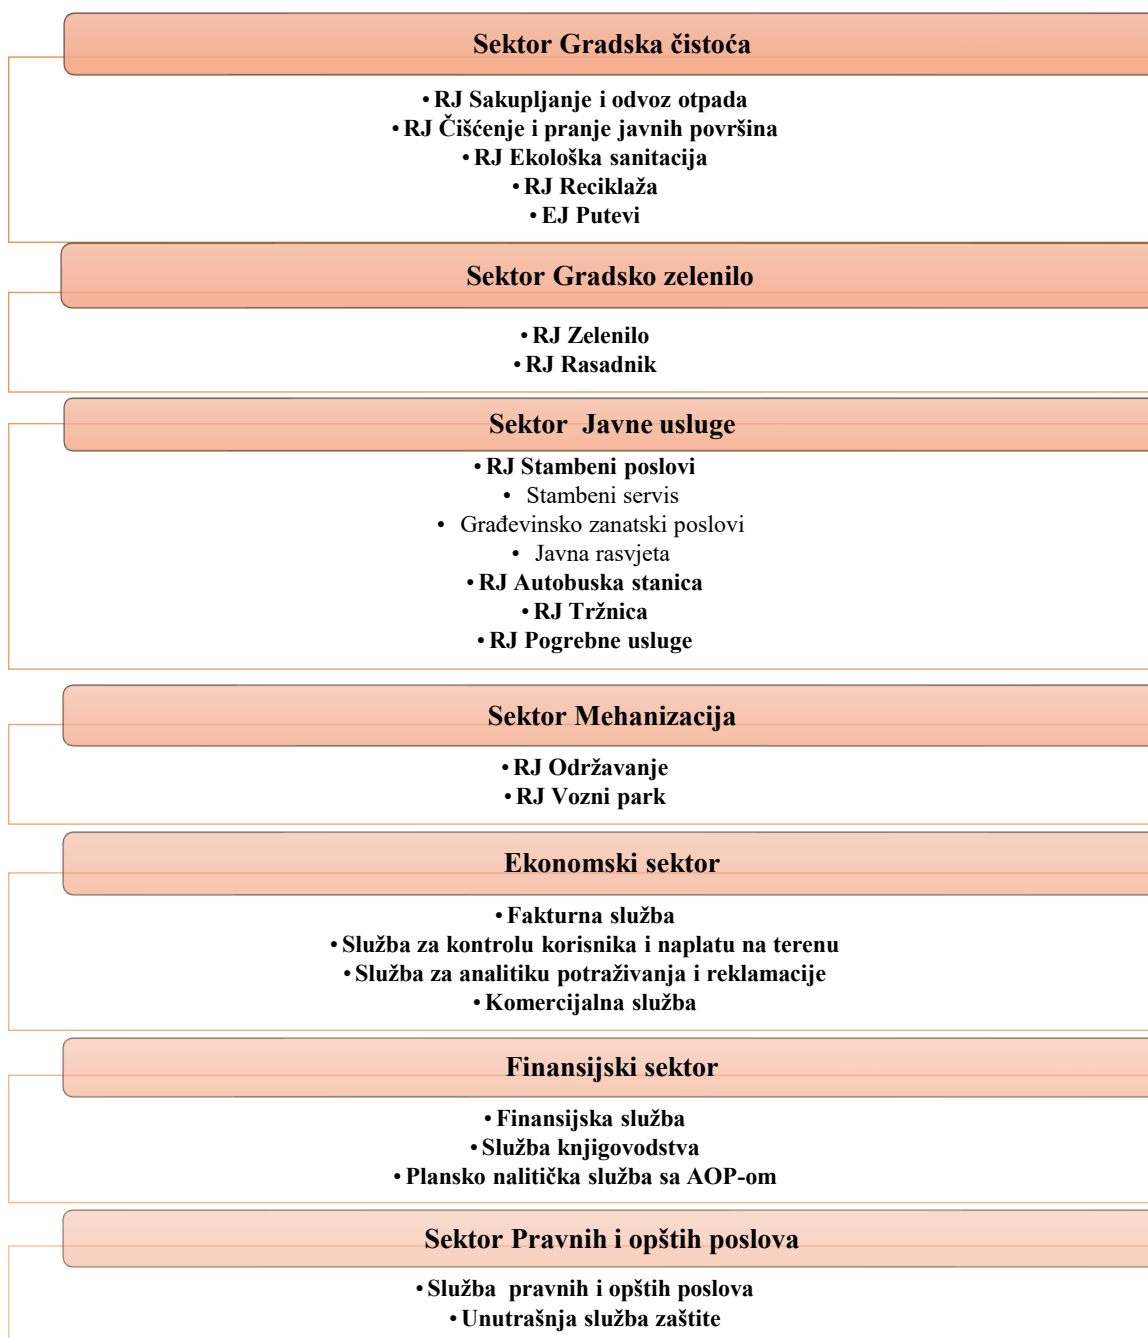 Sektor Gradska čistoća
• RJ Sakupljanje i odvoz otpada
• RJ Čišćenje i pranje javnih površina
• RJ Ekološka sanitacija
• RJ Reciklaža
• EJ Putevi
Sektor Gradsko zelenilo
• RJ Zelenilo
• RJ Rasadnik
Sektor  Javne usluge
• RJ Stambeni poslovi
• Stambeni servis
• Građevinsko zanatski poslovi
• Javna rasvjeta
• RJ Autobuska stanica
• RJ Tržnica
• RJ Pogrebne usluge
Sektor Mehanizacija
• RJ Održavanje
• RJ Vozni park
Ekonomski sektor
• Fakturna služba
• Služba za kontrolu korisnika i naplatu na terenu
• Služba za analitiku potraživanja i reklamacije
• Komercijalna služba
Finansijski sektor
• Finansijska služba
• Služba knjigovodstva
• Plansko nalitička služba sa AOP-om
Sektor Pravnih i opštih poslova
• Služba  pravnih i opštih poslova
• Unutrašnja služba zaštite